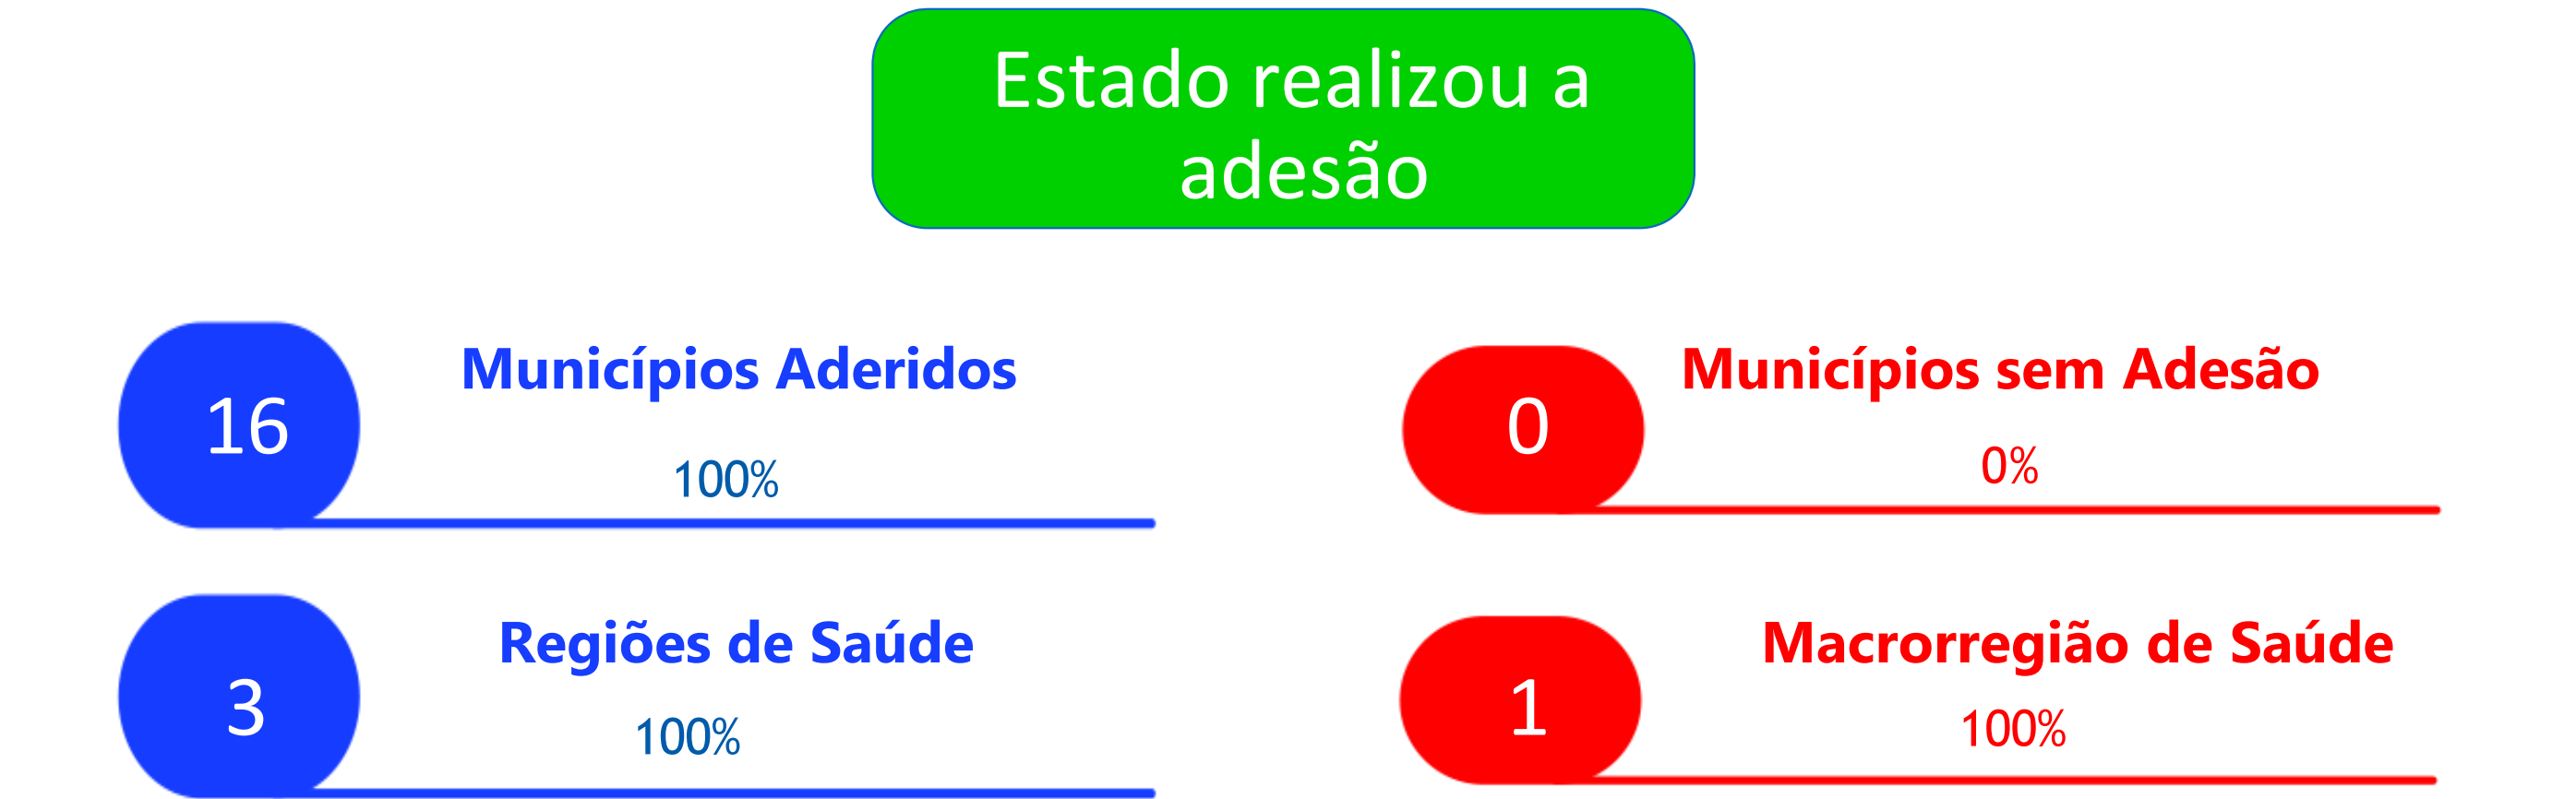 Estado realizou a
adesão
16
Municípios Aderidos
100%
0
Municípios sem Adesão
0%
3
Regiões de Saúde
100%
1
Macrorregião de Saúde
100%